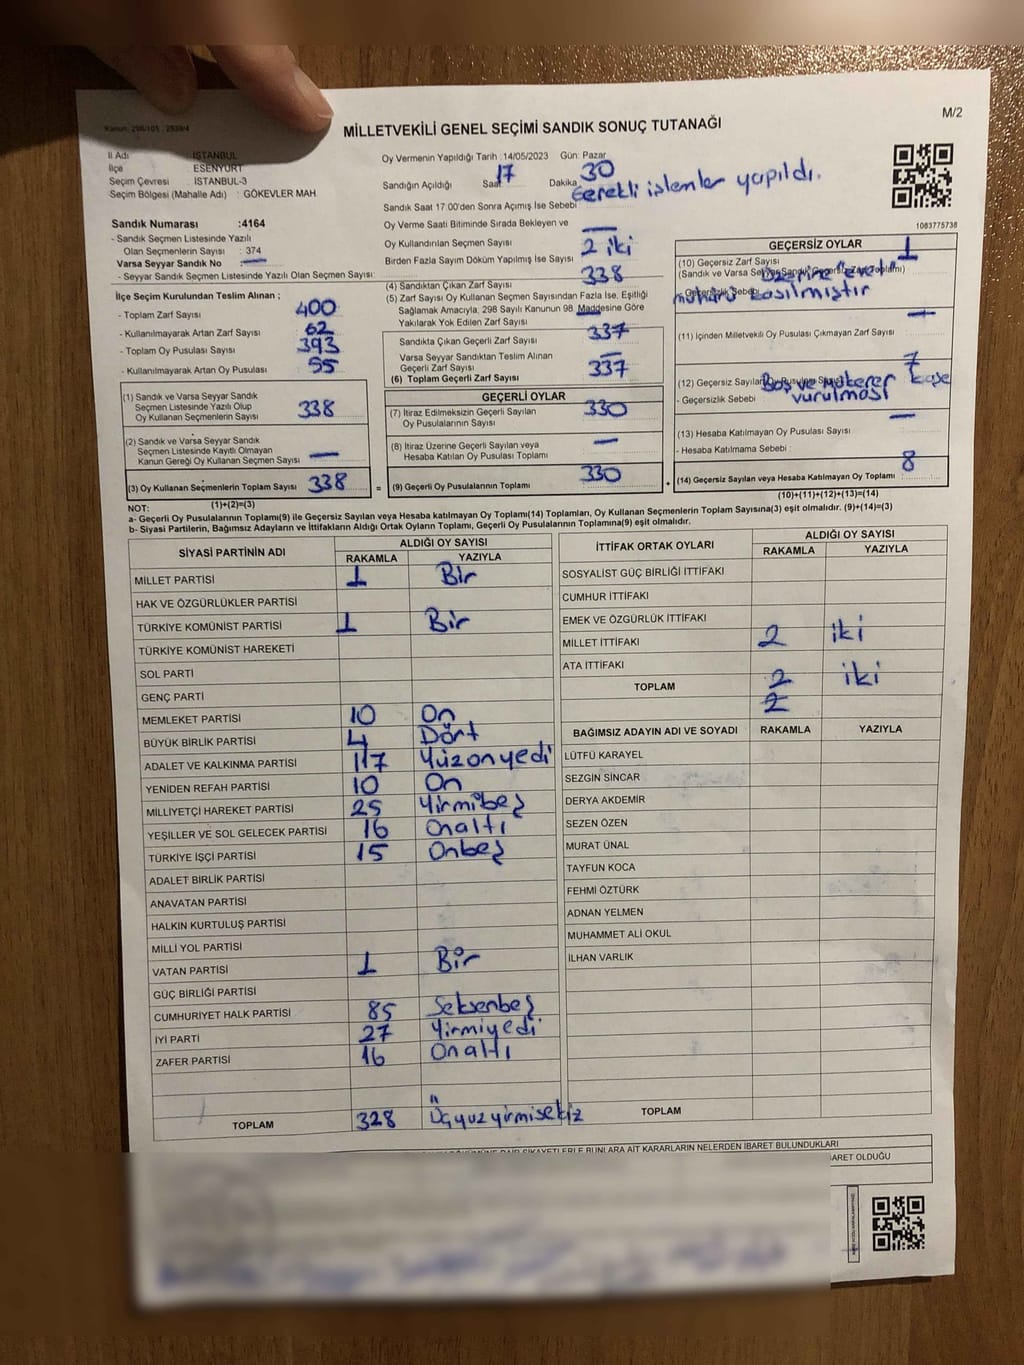 Kanun: 298/105 ; 2839/4
MİLLETVEKİLİ GENEL SEÇİMİ SANDIK SONUÇ TUTANAĞI
M/2
İl Adı : İSTANBUL
İlçe : ESENYURT
Seçim Çevresi : İSTANBUL-3
Seçim Bölgesi (Mahalle Adı) : GÖKEVLER MAH.
Sandık Numarası :4164
- Sandık Seçmen Listesinde Yazılı
Olan Seçmenlerin Sayısı : 374
Varsa Seyyar Sandık No —
- Seyyar Sandık Seçmen Listesinde Yazılı Olan Seçmen Sayısı:
Oy Vermenin Yapıldığı Tarih :14/05/2023 Gün: Pazar
Sandığın Açıldığı Saat 17 Dakika 30
Sandık Saat 17:00'den Sonra Açımış İse Sebebi Gerekli işlemler yapıldı.
Oy Verme Saati Bitiminde Sırada Bekleyen ve
Oy Kullandırılan Seçmen Sayısı —
Birden Fazla Sayım Döküm Yapılmış İse Sayısı 2 iki
(4) Sandıktan Çıkan Zarf Sayısı 338
(5) Zarf Sayısı Oy Kullanan Seçmen Sayısından Fazla İse, Eşitliği
Sağlamak Amacıyla, 298 Sayılı Kanunun 98. Maddesine Göre
Yakılarak Yok Edilen Zarf Sayısı —
Sandıkta Çıkan Geçerli Zarf Sayısı 337
Varsa Seyyar Sandıktan Teslim Alınan
Geçerli Zarf Sayısı —
(6) Toplam Geçerli Zarf Sayısı 337
İlçe Seçim Kurulundan Teslim Alınan ;
- Toplam Zarf Sayısı 400
- Kullanılmayarak Artan Zarf Sayısı 62
- Toplam Oy Pusulası Sayısı 393
- Kullanılmayarak Artan Oy Pusulası 55
(1) Sandık ve Varsa Seyyar Sandık
Seçmen Listesinde Yazılı Olup
Oy Kullanan Seçmenlerin Sayısı 338
(2) Sandık ve Varsa Seyyar Sandık
Seçmen Listesinde Kayıtlı Olmayan
Kanun Gereği Oy Kullanan Seçmen Sayısı —
(3) Oy Kullanan Seçmenlerin Toplam Sayısı 338
(1)+(2)=(3)
GEÇERLİ OYLAR
(7) İtiraz Edilmeksizin Geçerli Sayılan
Oy Pusulalarının Sayısı 330
(8) İtiraz Üzerine Geçerli Sayılan veya
Hesaba Katılan Oy Pusulası Toplamı —
= (9) Geçerli Oy Pusulalarının Toplamı 330
1083775738
GEÇERSİZ OYLAR
(10) Geçersiz Zarf Sayısı 1
(Sandık ve Varsa Seyyar Sandık Geçersiz Zarf Toplamı)
- Geçersizlik Sebebi Üzerine "evet"
mührü basılmıştır
(11) İçinden Milletvekili Oy Pusulası Çıkmayan Zarf Sayısı —
(12) Geçersiz Sayılan Oy Pusulası Sayısı 7
- Geçersizlik Sebebi : Boş ve Mükerrer kaşe
vurulması
(13) Hesaba Katılmayan Oy Pusulası Sayısı —
- Hesaba Katılmama Sebebi :
+ (14) Geçersiz Sayılan veya Hesaba Katılmayan Oy Toplamı 8
(10)+(11)+(12)+(13)=(14)
NOT:
a- Geçerli Oy Pusulalarının Toplamı(9) ile Geçersiz Sayılan veya Hesaba Katılmayan Oy Toplamı(14) Toplamları, Oy Kullanan Seçmenlerin Toplam Sayısına(3) eşit olmalıdır. (9)+(14)=(3)
b- Siyasi Partilerin, Bağımsız Adayların ve İttifakların Aldığı Ortak Oyların Toplamı, Geçerli Oy Pusulalarının Toplamına(9) eşit olmalıdır.
SİYASİ PARTİNİN ADI ALDIĞI OY SAYISI
RAKAMLA YAZIYLA
MİLLET PARTİSİ 1 Bir
HAK VE ÖZGÜRLÜKLER PARTİSİ
TÜRKİYE KOMÜNİST PARTİSİ 1 Bir
TÜRKİYE KOMÜNİST HAREKETİ
SOL PARTİ
GENÇ PARTİ
MEMLEKET PARTİSİ 10 On
BÜYÜK BİRLİK PARTİSİ 4 Dört
ADALET VE KALKINMA PARTİSİ 117 Yüzonyedi
YENİDEN REFAH PARTİSİ 10 On
MİLLİYETÇİ HAREKET PARTİSİ 25 Yirmibeş
YEŞİLLER VE SOL GELECEK PARTİSİ 16 Onaltı
TÜRKİYE İŞÇİ PARTİSİ 15 Onbeş
ADALET BİRLİK PARTİSİ
ANAVATAN PARTİSİ
HALKIN KURTULUŞ PARTİSİ
MİLLİ YOL PARTİSİ
VATAN PARTİSİ 1 Bir
GÜÇ BİRLİĞİ PARTİSİ
CUMHURİYET HALK PARTİSİ 85 Seksenbeş
İYİ PARTİ 27 Yirmiyedi
ZAFER PARTİSİ 16 Onaltı
TOPLAM 328 Üçyüzyirmisekiz
İTTİFAK ORTAK OYLARI ALDIĞI OY SAYISI
RAKAMLA YAZIYLA
SOSYALİST GÜÇ BİRLİĞİ İTTİFAKI
CUMHUR İTTİFAKI
EMEK VE ÖZGÜRLÜK İTTİFAKI
MİLLET İTTİFAKI 2 iki
ATA İTTİFAKI
TOPLAM 2 iki
2
BAĞIMSIZ ADAYIN ADI VE SOYADI RAKAMLA YAZIYLA
LÜTFÜ KARAYEL
SEZGİN SİNCAR
DERYA AKDEMİR
SEZEN ÖZEN
MURAT ÜNAL
TAYFUN KOCA
FEHMİ ÖZTÜRK
ADNAN YELMEN
MUHAMMET ALİ OKUL
İLHAN VARLIK
TOPLAM
ŞİKAYETLERLE BUNLARA AİT KARARLARIN NELERDEN İBARET BULUNDUKLARI
İBARET OLDUĞU